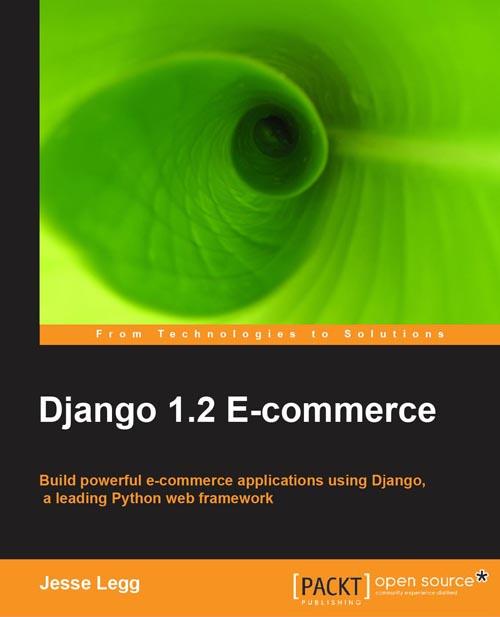 From Technologies to Solutions
Django 1.2 E-commerce
Build powerful e-commerce applications using Django,
a leading Python web framework
Jesse Legg
[PACKT] open source*
PUBLISHING community experience distilled